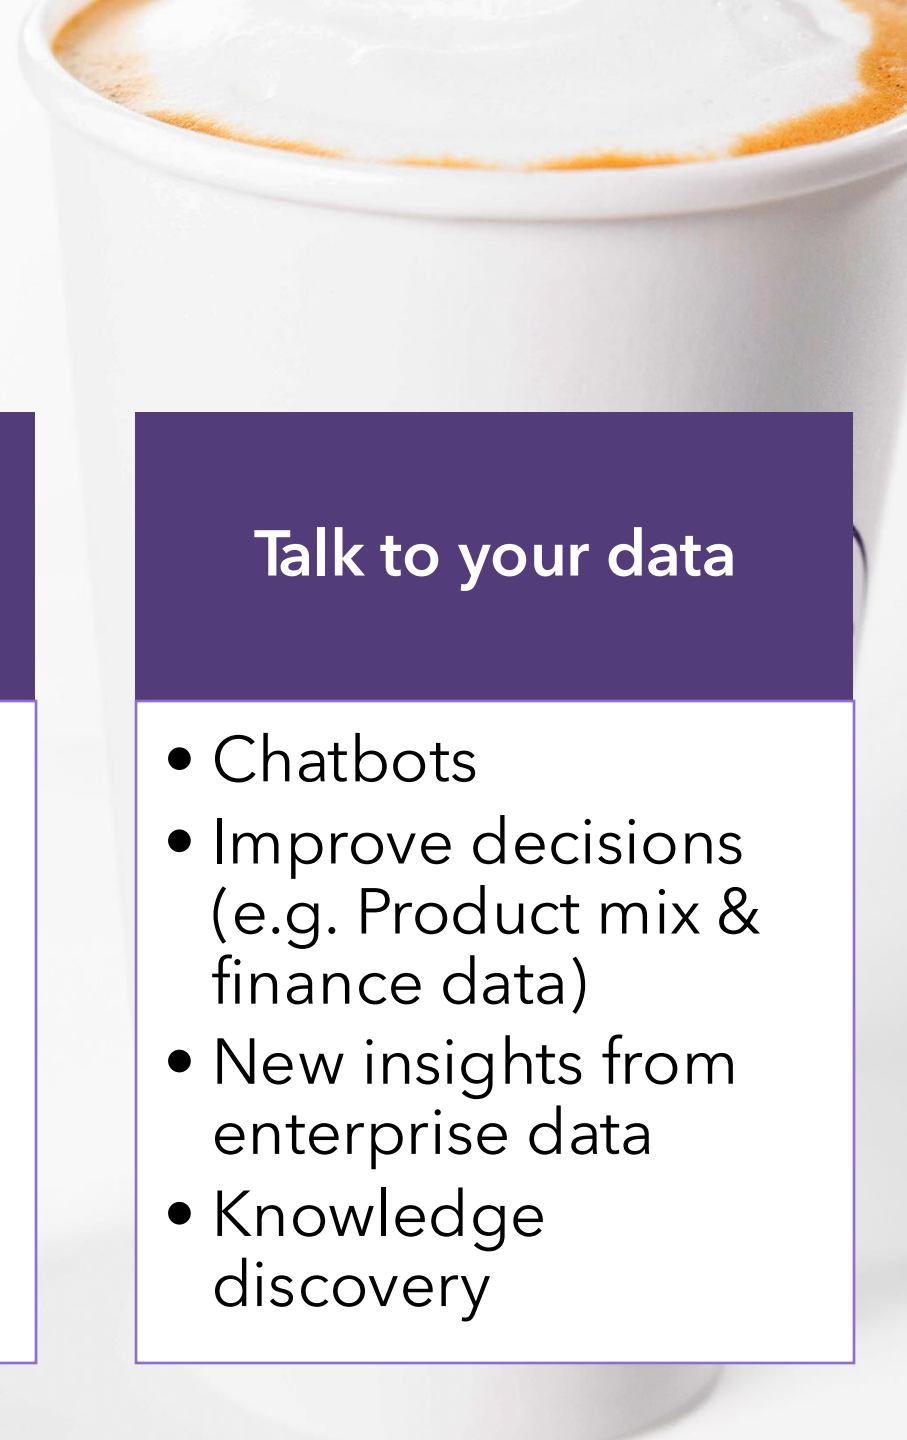 Talk to your data
• Chatbots
• Improve decisions
(e.g. Product mix &
finance data)
• New insights from
enterprise data
• Knowledge
discovery